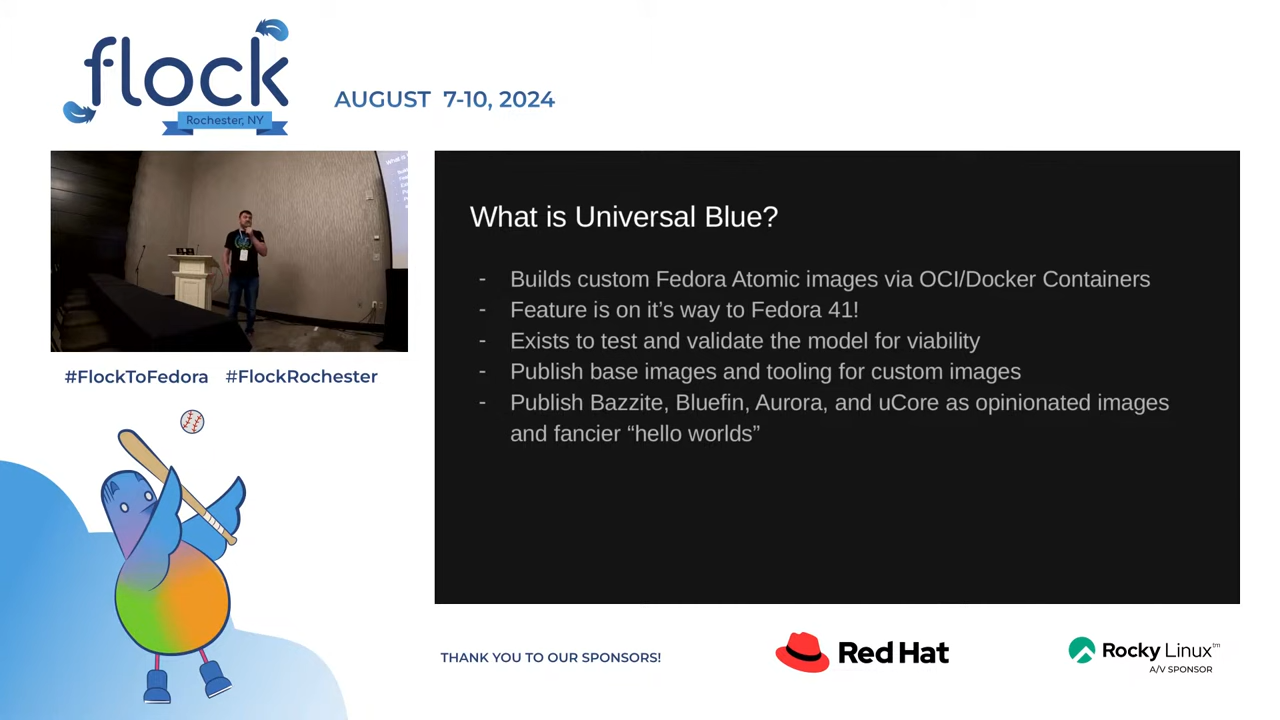 flock
Rochester, NY
AUGUST 7-10, 2024
What is Universal Blue?
- Builds custom Fedora Atomic images via OCI/Docker Containers
- Feature is on it’s way to Fedora 41!
- Exists to test and validate the model for viability
- Publish base images and tooling for custom images
- Publish Bazzite, Bluefin, Aurora, and uCore as opinionated images
and fancier “hello worlds”
#FlockToFedora #FlockRochester
THANK YOU TO OUR SPONSORS!
Red Hat
Rocky Linux™
A/V SPONSOR